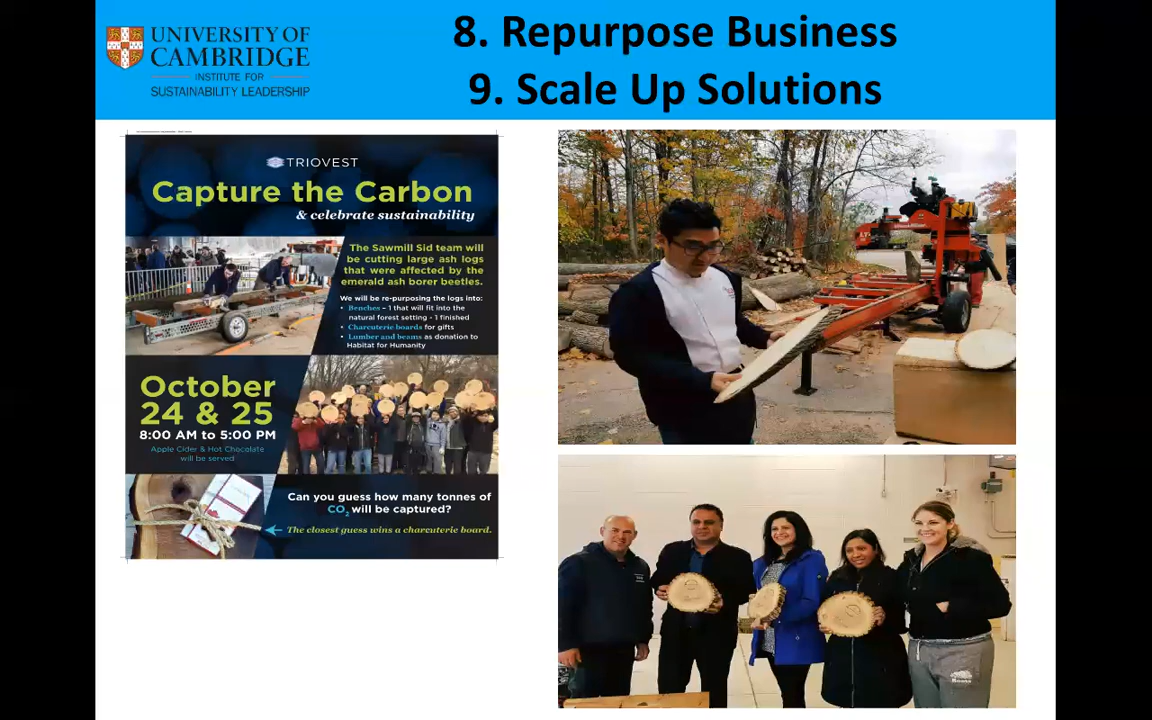 UNIVERSITY OF
CAMBRIDGE
INSTITUTE FOR
SUSTAINABILITY LEADERSHIP
8. Repurpose Business
9. Scale Up Solutions
TRIOVEST
Capture the Carbon
& celebrate sustainability
The Sawmill Sid team will
be cutting large ash logs
that were affected by the
emerald ash borer beetles.
We will be re-purposing the logs into:
• Benches – 1 that will fit into the
natural forest setting - 1 finished
• Charcuterie boards for gifts
• Lumber and beams as donation to
Habitat for Humanity
October
24 & 25
8:00 AM to 5:00 PM
Apple Cider & Hot Chocolate
will be served
Can you guess how many tonnes of
CO2 will be captured?
The closest guess wins a charcuterie board.
Roots